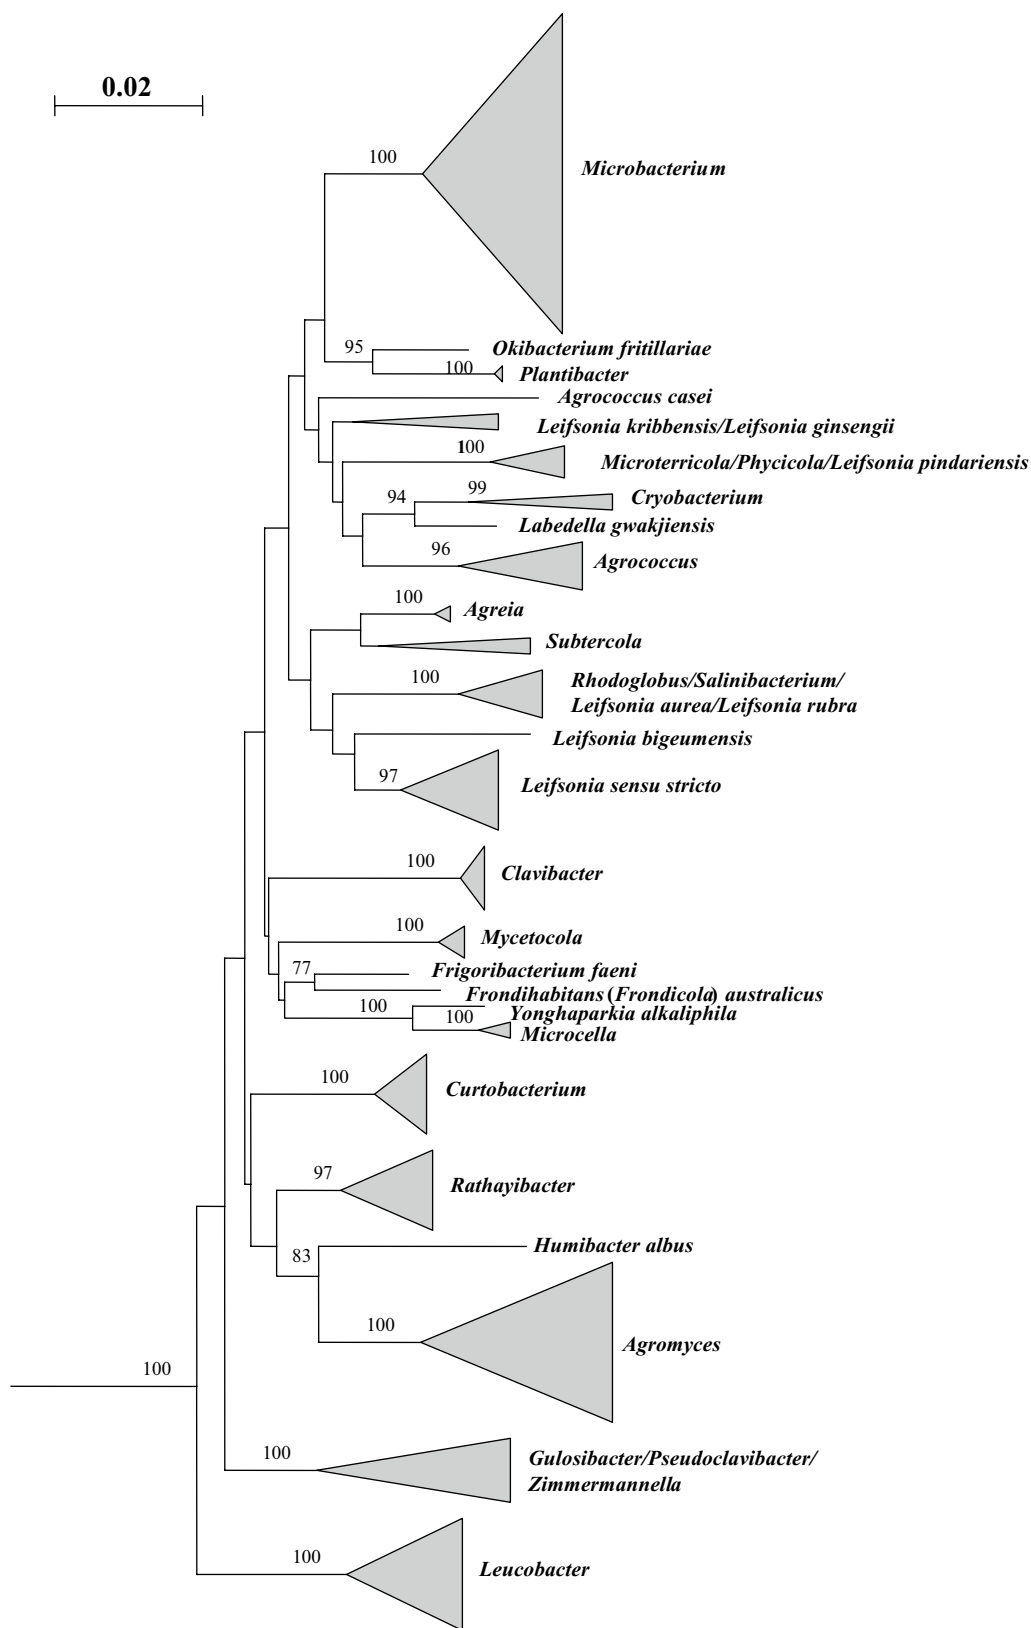 0.02
100
Microbacterium
95
Okibacterium fritillariae
100
Plantibacter
Agrococcus casei
Leifsonia kribbensis/Leifsonia ginsengii
100
Microterricola/Phycicola/Leifsonia pindariensis
94
99
Cryobacterium
Labedella gwakjiensis
96
Agrococcus
100
Agreia
Subtercola
100
Rhodoglobus/Salinibacterium/
Leifsonia aurea/Leifsonia rubra
Leifsonia bigeumensis
97
Leifsonia sensu stricto
100
Clavibacter
100
Mycetocola
77
Frigoribacterium faeni
Frondihabitans (Frondicola) australicus
100
Yonghaparkia alkaliphila
100
Microcella
100
Curtobacterium
97
Rathayibacter
83
Humibacter albus
100
Agromyces
100
100
Gulosibacter/Pseudoclavibacter/
Zimmermannella
100
Leucobacter